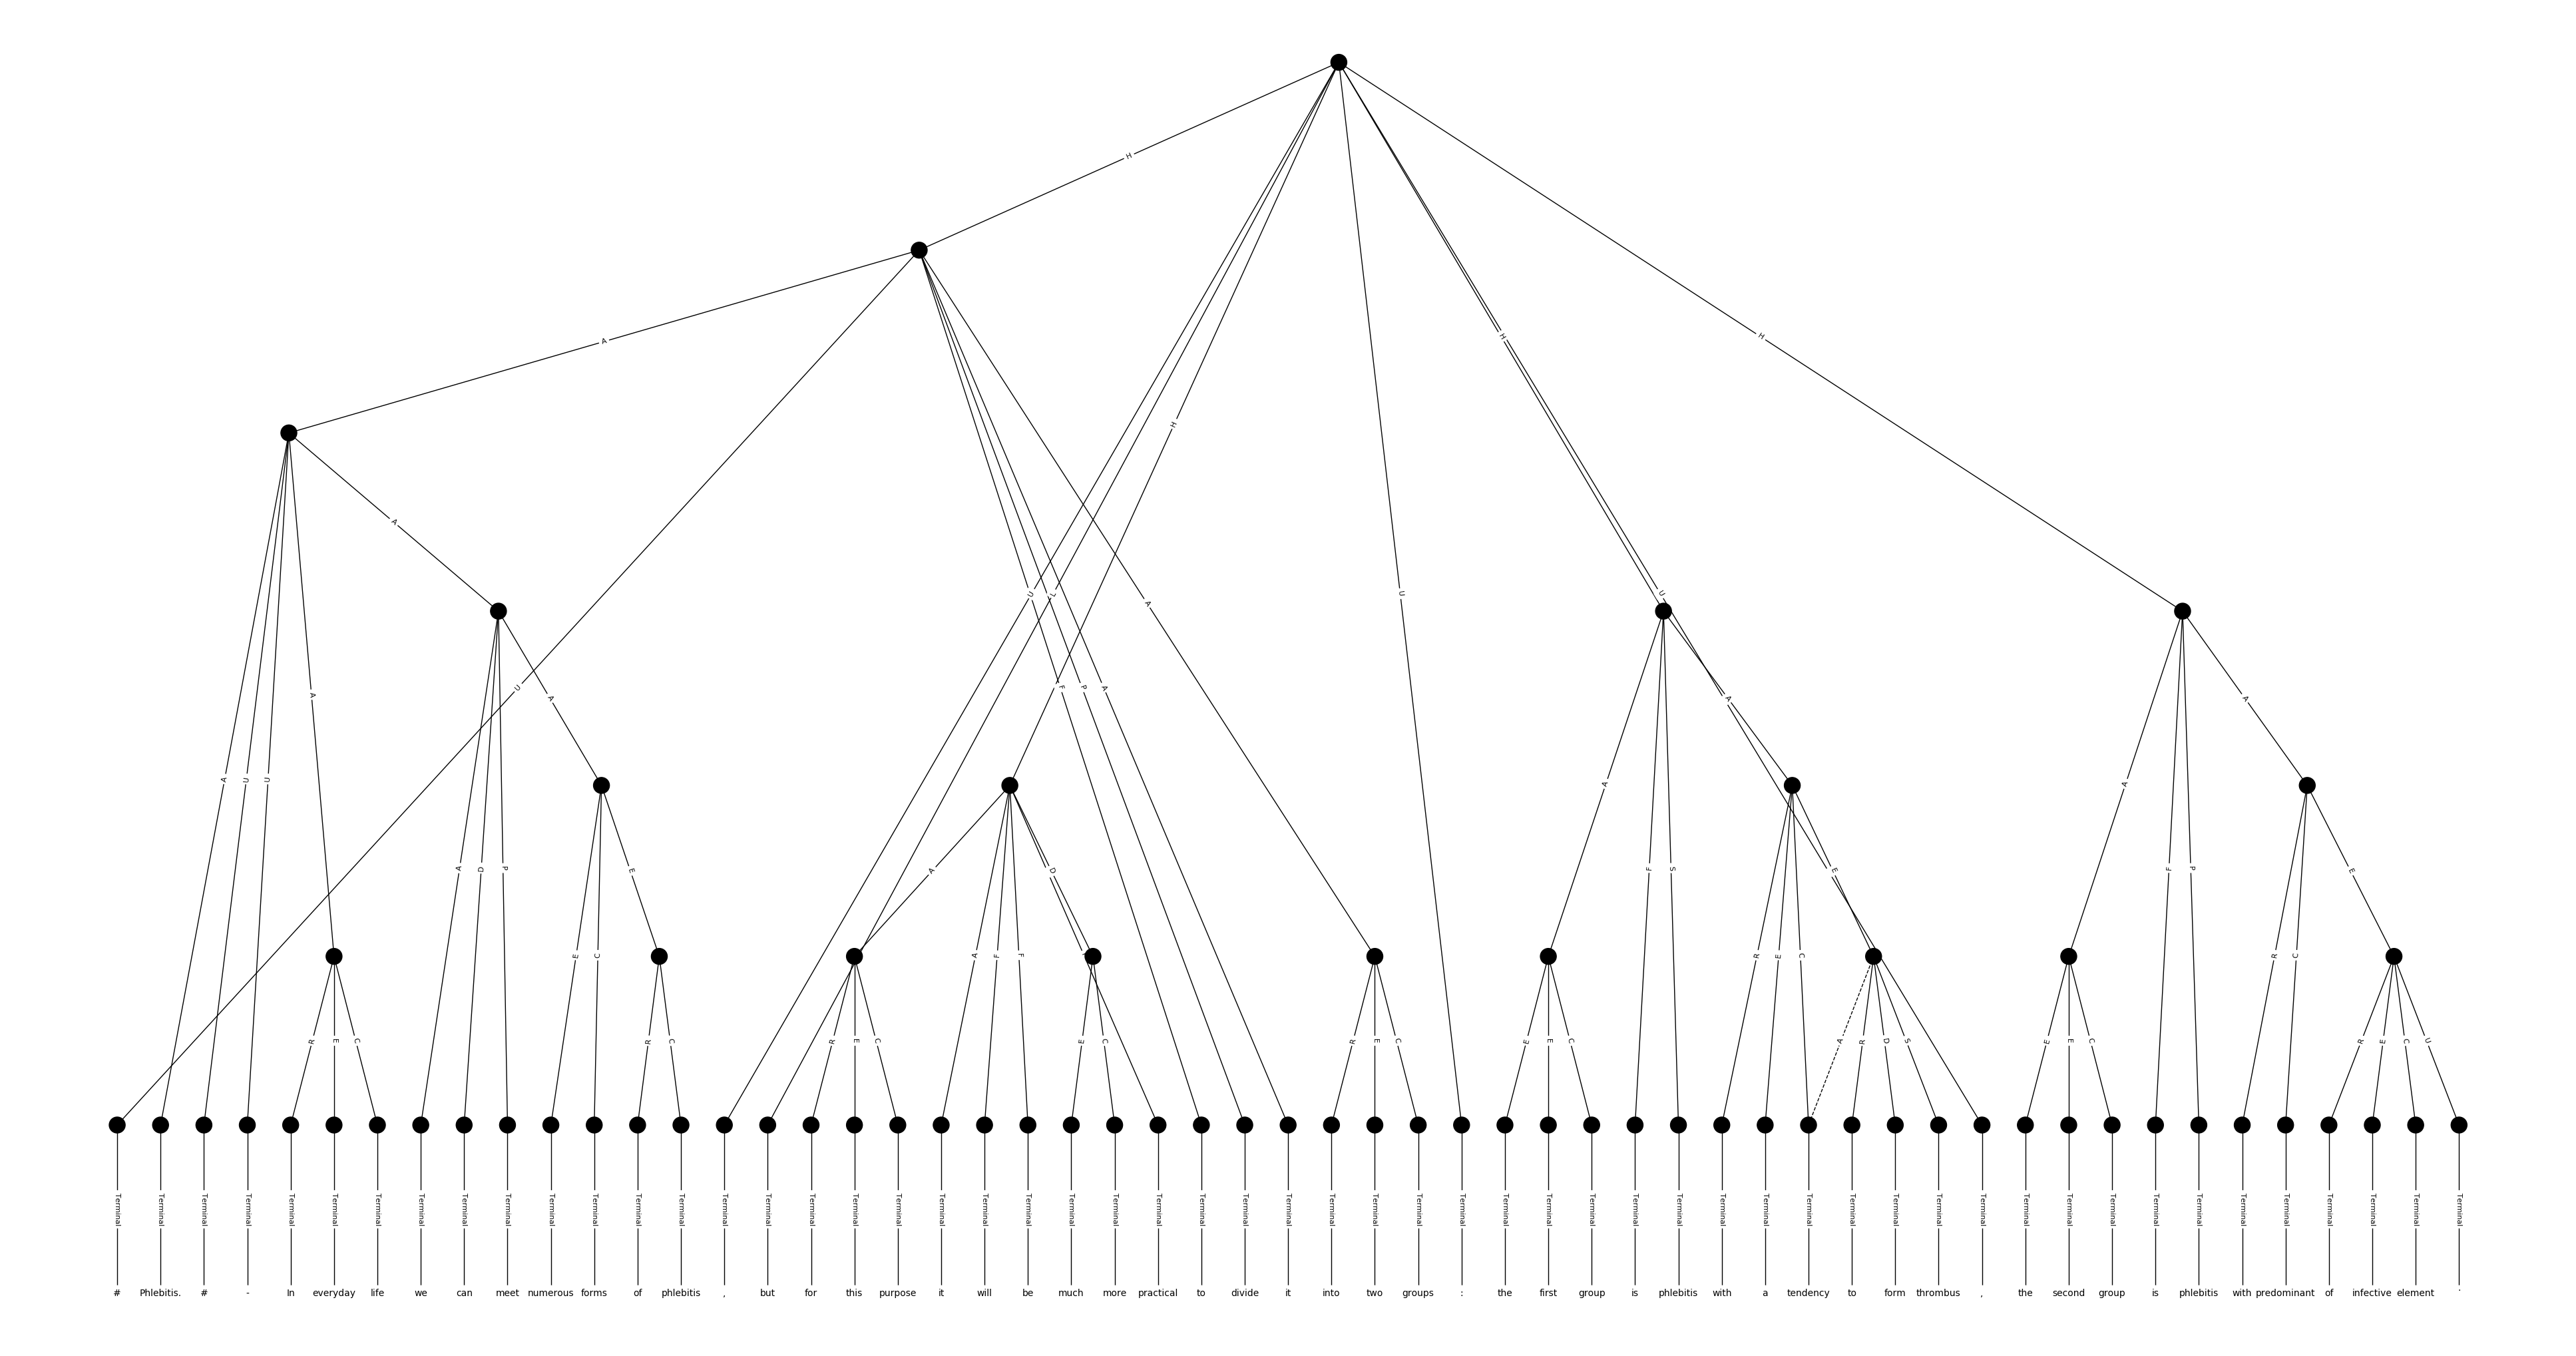 H
A
H
H
A
H
U L A U U
A U A F P A A A
A U U A
A D P E A D F S E F P E
E C A F F R E C R C
R E C R C R E C E C R E C E E C A R D S E E C R E C U
Terminal Terminal Terminal Terminal Terminal Terminal Terminal Terminal Terminal Terminal Terminal Terminal Terminal Terminal Terminal Terminal Terminal Terminal Terminal Terminal Terminal Terminal Terminal Terminal Terminal Terminal Terminal Terminal Terminal Terminal Terminal Terminal Terminal Terminal Terminal Terminal Terminal Terminal Terminal Terminal Terminal Terminal Terminal Terminal Terminal Terminal Terminal Terminal Terminal Terminal Terminal Terminal Terminal Terminal Terminal
# Phlebitis. # - In everyday life we can meet numerous forms of phlebitis , but for this purpose it will be much more practical to divide it into two groups : the first group is phlebitis with a tendency to form thrombus , the second group is phlebitis with predominant of infective element .